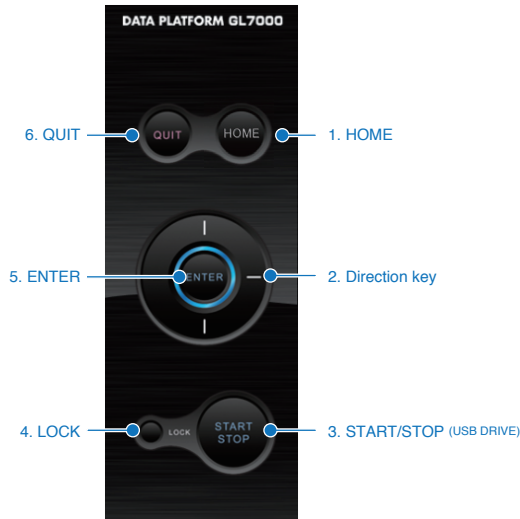 DATA PLATFORM GL7000
6. QUIT
QUIT
HOME
1. HOME
5. ENTER
ENTER
2. Direction key
4. LOCK
LOCK
START
STOP
3. START/STOP (USB DRIVE)